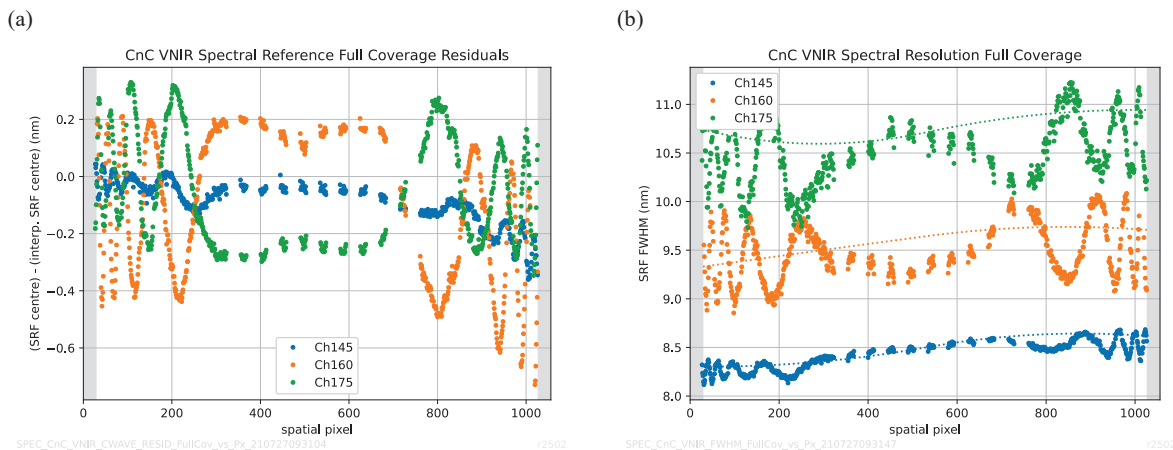 (a)
CnC VNIR Spectral Reference Full Coverage Residuals
(SRF centre) - (interp. SRF centre) (nm)
0.2
0.0
−0.2
−0.4
−0.6
Ch145
Ch160
Ch175
0 200 400 600 800 1000
spatial pixel
SPEC_CnC_VNIR_CWAVE_RESID_FullCov_vs_Px_210727093104 r2502
(b)
CnC VNIR Spectral Resolution Full Coverage
SRF FWHM (nm)
Ch145
Ch160
Ch175
11.0
10.5
10.0
9.5
9.0
8.5
8.0
0 200 400 600 800 1000
spatial pixel
SPEC_CnC_VNIR_FWHM_FullCov_vs_Px_210727093147 r2502